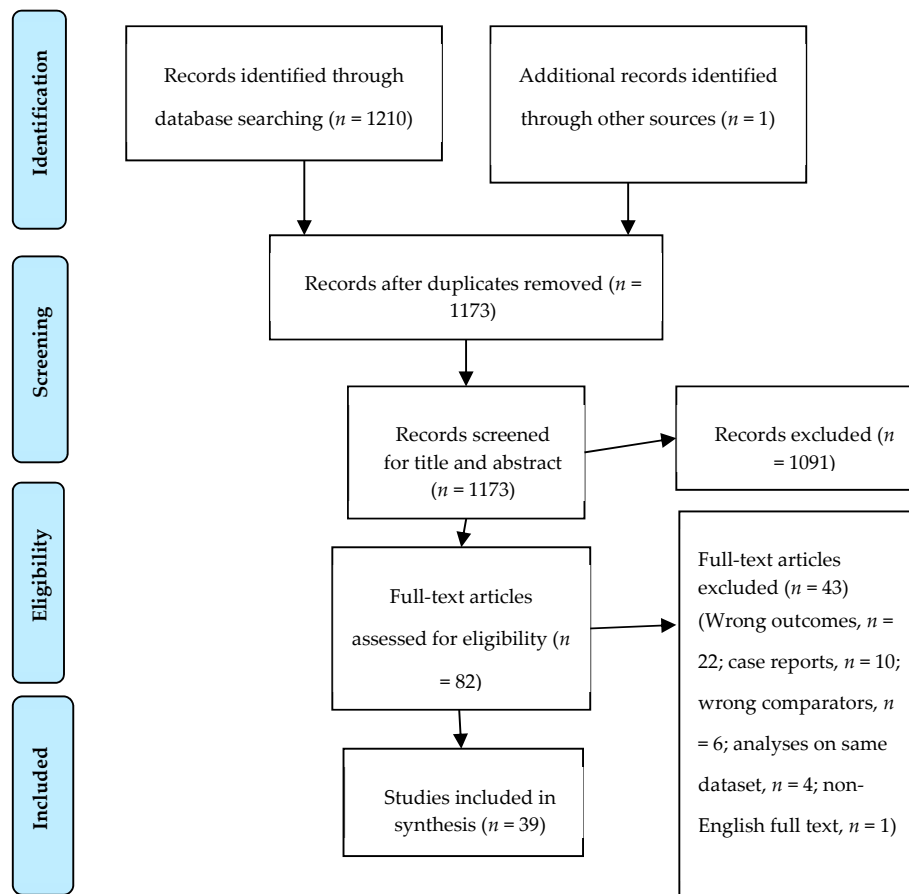 Identification
Records identified through
database searching (n = 1210)
Additional records identified
through other sources (n = 1)
Records after duplicates removed (n =
1173)
Screening
Records screened
for title and abstract
(n = 1173)
Records excluded (n
= 1091)
Eligibility
Full-text articles
assessed for eligibility (n
= 82)
Full-text articles
excluded (n = 43)
(Wrong outcomes, n =
22; case reports, n = 10;
wrong comparators, n
= 6; analyses on same
dataset, n = 4; non-
English full text, n = 1)
Included
Studies included in
synthesis (n = 39)